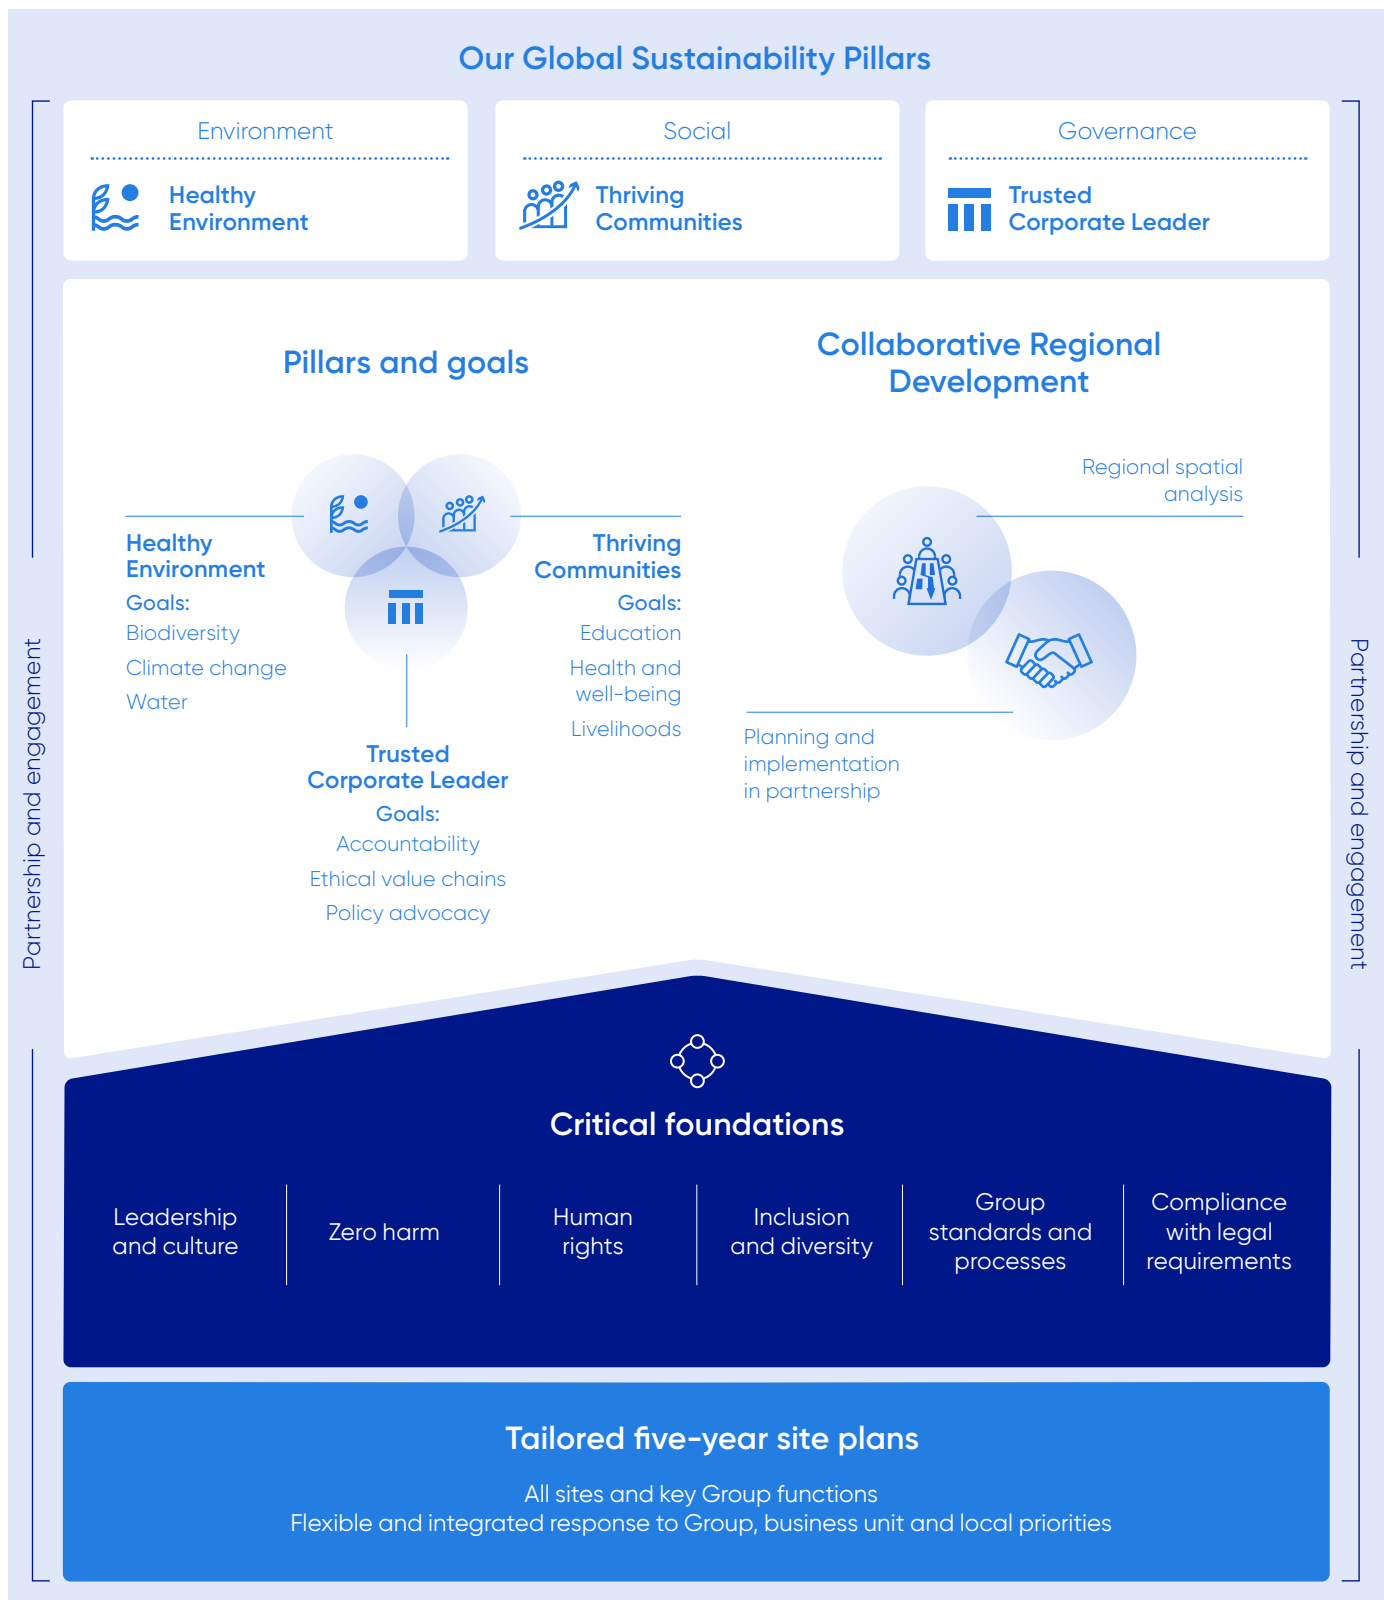 Our Global Sustainability Pillars
Environment
Healthy
Environment
Social
Thriving
Communities
Governance
Trusted
Corporate Leader
Partnership and engagement
Pillars and goals
Healthy
Environment
Goals:
Biodiversity
Climate change
Water
Thriving
Communities
Goals:
Education
Health and
well-being
Livelihoods
Trusted
Corporate Leader
Goals:
Accountability
Ethical value chains
Policy advocacy
Collaborative Regional
Development
Regional spatial
analysis
Planning and
implementation
in partnership
Partnership and engagement
Critical foundations
Leadership
and culture
Zero harm
Human
rights
Inclusion
and diversity
Group
standards and
processes
Compliance
with legal
requirements
Tailored five-year site plans
All sites and key Group functions
Flexible and integrated response to Group, business unit and local priorities